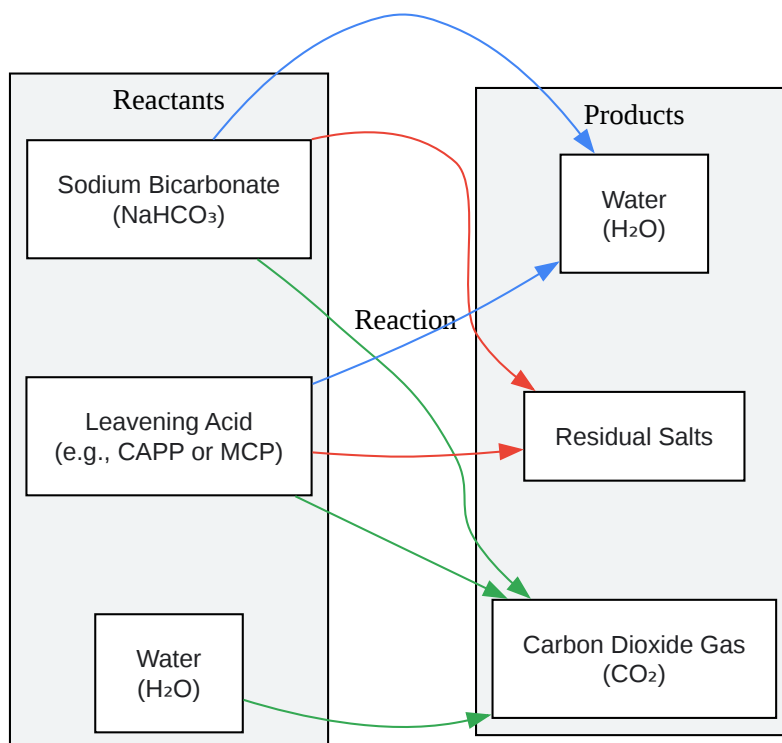 Reactants
Sodium Bicarbonate
(NaHCO₃)
Leavening Acid
(e.g., CAPP or MCP)
Water
(H₂O)
Reaction
Products
Water
(H₂O)
Residual Salts
Carbon Dioxide Gas
(CO₂)